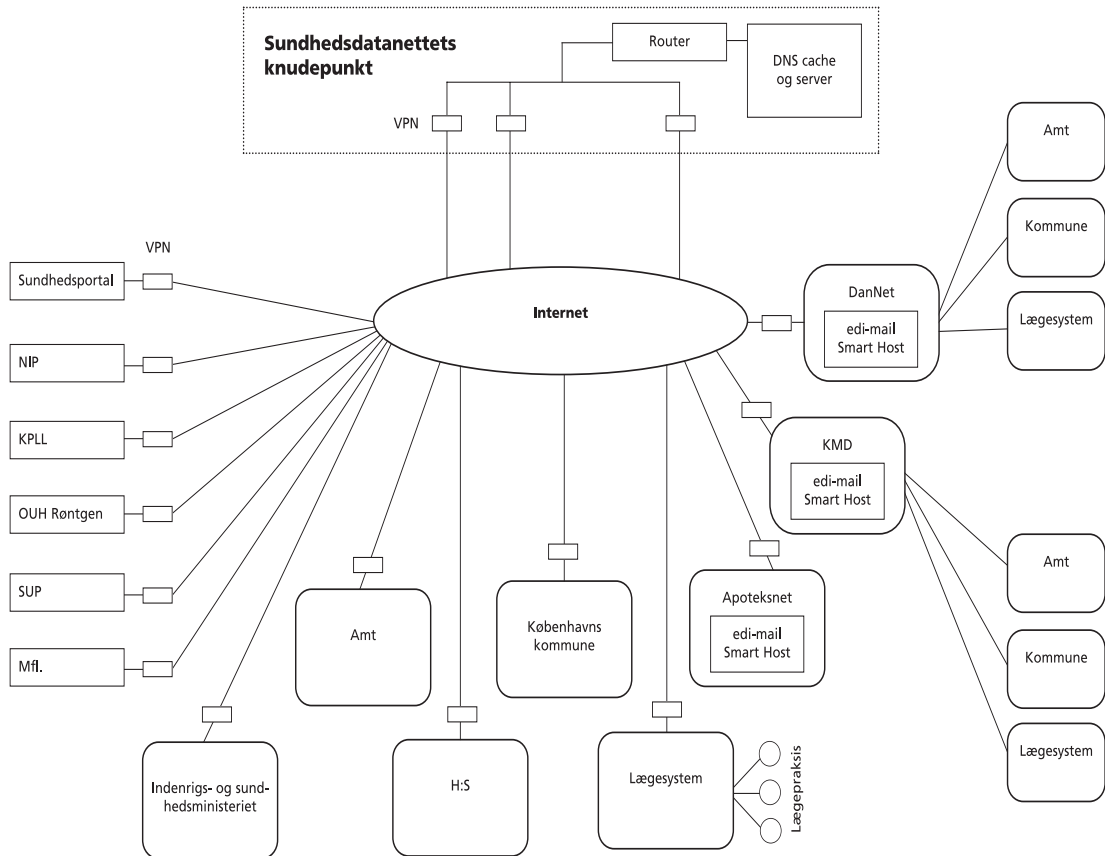 Sundhedsdatanettets
knudepunkt
Router
DNS cache
og server
VPN
Amt
Kommune
Lægesystem
VPN
Sundhedsportal
NIP
KPLL
OUH Røntgen
SUP
Mfl.
Internet
DanNet
edi-mail
Smart Host
KMD
edi-mail
Smart Host
Apoteksnet
edi-mail
Smart Host
Amt
Kommune
Lægesystem
Amt
Københavns
kommune
Indenrigs- og sund-
hedsministeriet
H:S
Lægesystem
Lægepraksis